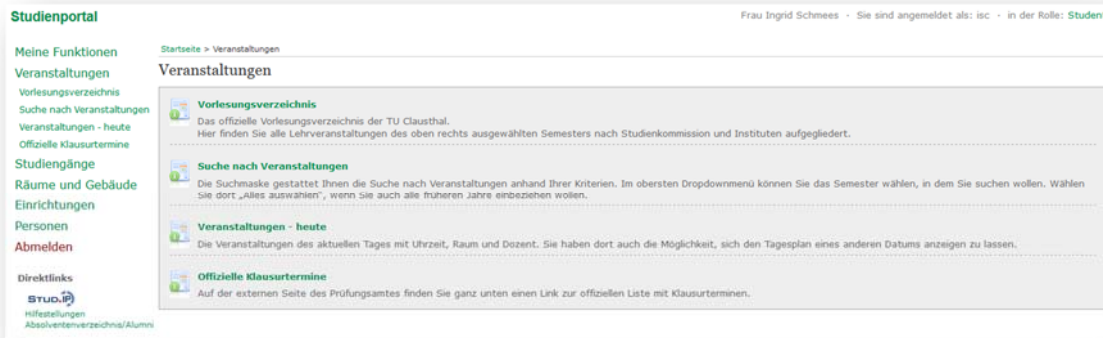 Studienportal
Frau Ingrid Schmees - Sie sind angemeldet als: isc - in der Rolle: Student
Meine Funktionen
Veranstaltungen
Vorlesungsverzeichnis
Suche nach Veranstaltungen
Veranstaltungen - heute
Offizielle Klausurtermine
Studiengänge
Räume und Gebäude
Einrichtungen
Personen
Abmelden
Direktlinks
STUD.IP
Hilfestellungen
Absolventenverzeichnis/Alumni
Startseite > Veranstaltungen
Veranstaltungen
Vorlesungsverzeichnis
Das offizielle Vorlesungsverzeichnis der TU Clausthal.
Hier finden Sie alle Lehrveranstaltungen des oben rechts ausgewählten Semesters nach Studienkommission und Instituten aufgegliedert.
Suche nach Veranstaltungen
Die Suchmaske gestattet Ihnen die Suche nach Veranstaltungen anhand Ihrer Kriterien. Im obersten Dropdownmenü können Sie das Semester wählen, in dem Sie suchen wollen. Wählen
Sie dort „Alles auswählen", wenn Sie auch alle früheren Jahre einbeziehen wollen.
Veranstaltungen - heute
Die Veranstaltungen des aktuellen Tages mit Uhrzeit, Raum und Dozent. Sie haben dort auch die Möglichkeit, sich den Tagesplan eines anderen Datums anzeigen zu lassen.
Offizielle Klausurtermine
Auf der externen Seite des Prüfungsamtes finden Sie ganz unten einen Link zur offiziellen Liste mit Klausurterminen.